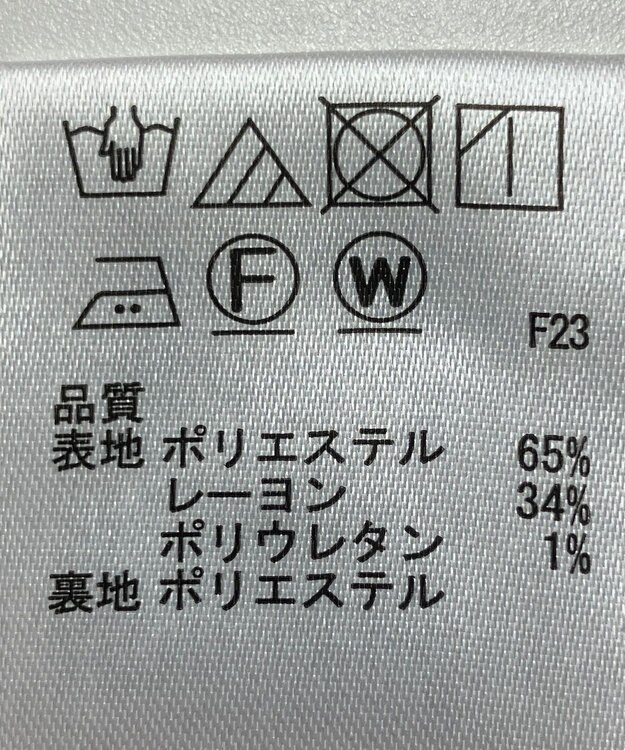 F W
F23
品質
表地 ポリエステル 65%
レーヨン 34%
ポリウレタン 1%
裏地 ポリエステル